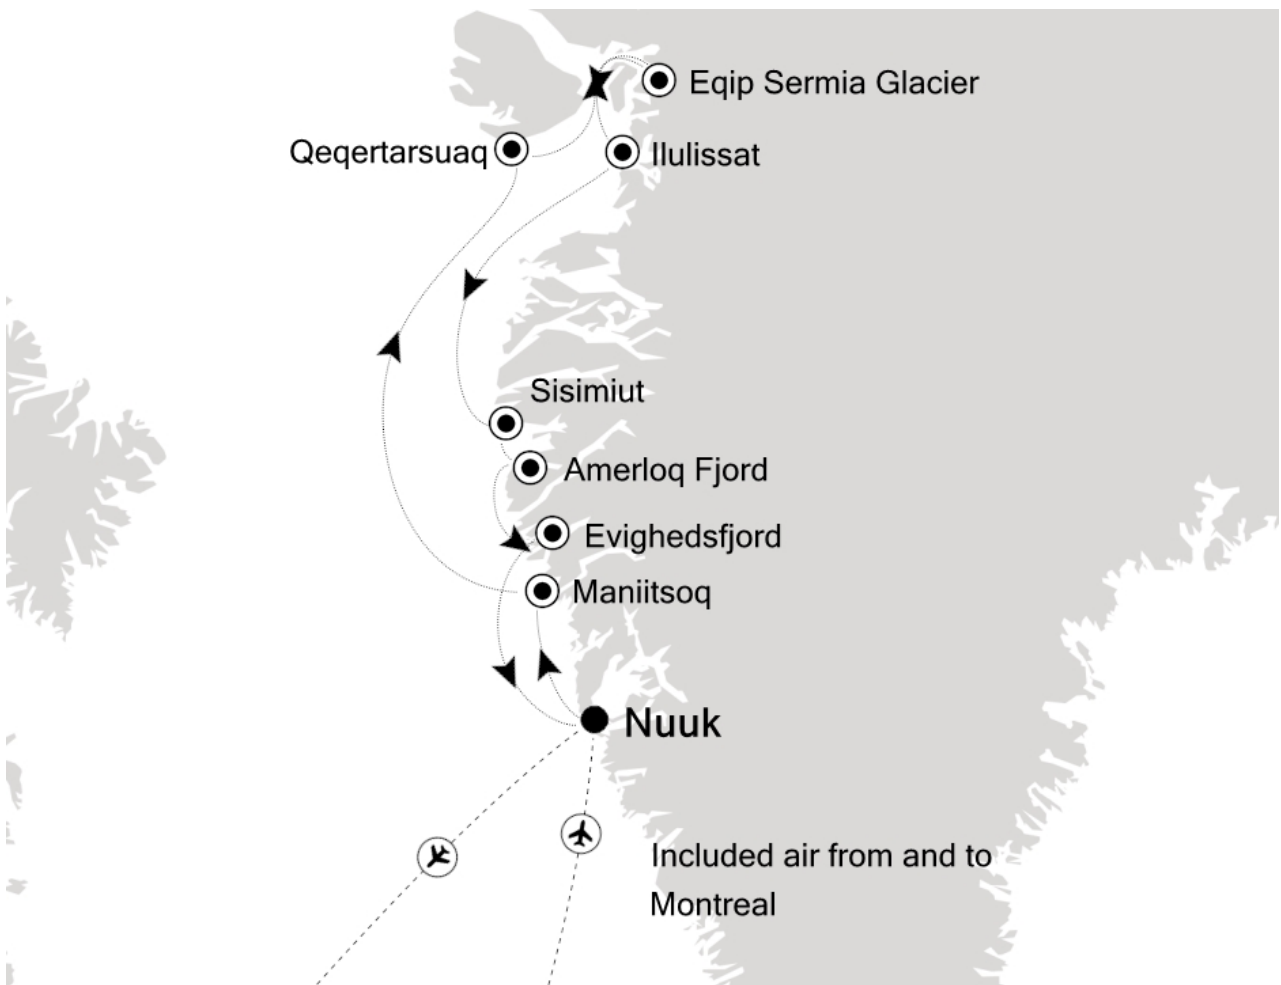 Eqip Sermia Glacier
Qeqertarsuaq
Ilulissat
Sisimiut
Amerloq Fjord
Evighedsfjord
Maniitsoq
Nuuk
Included air from and to
Montreal